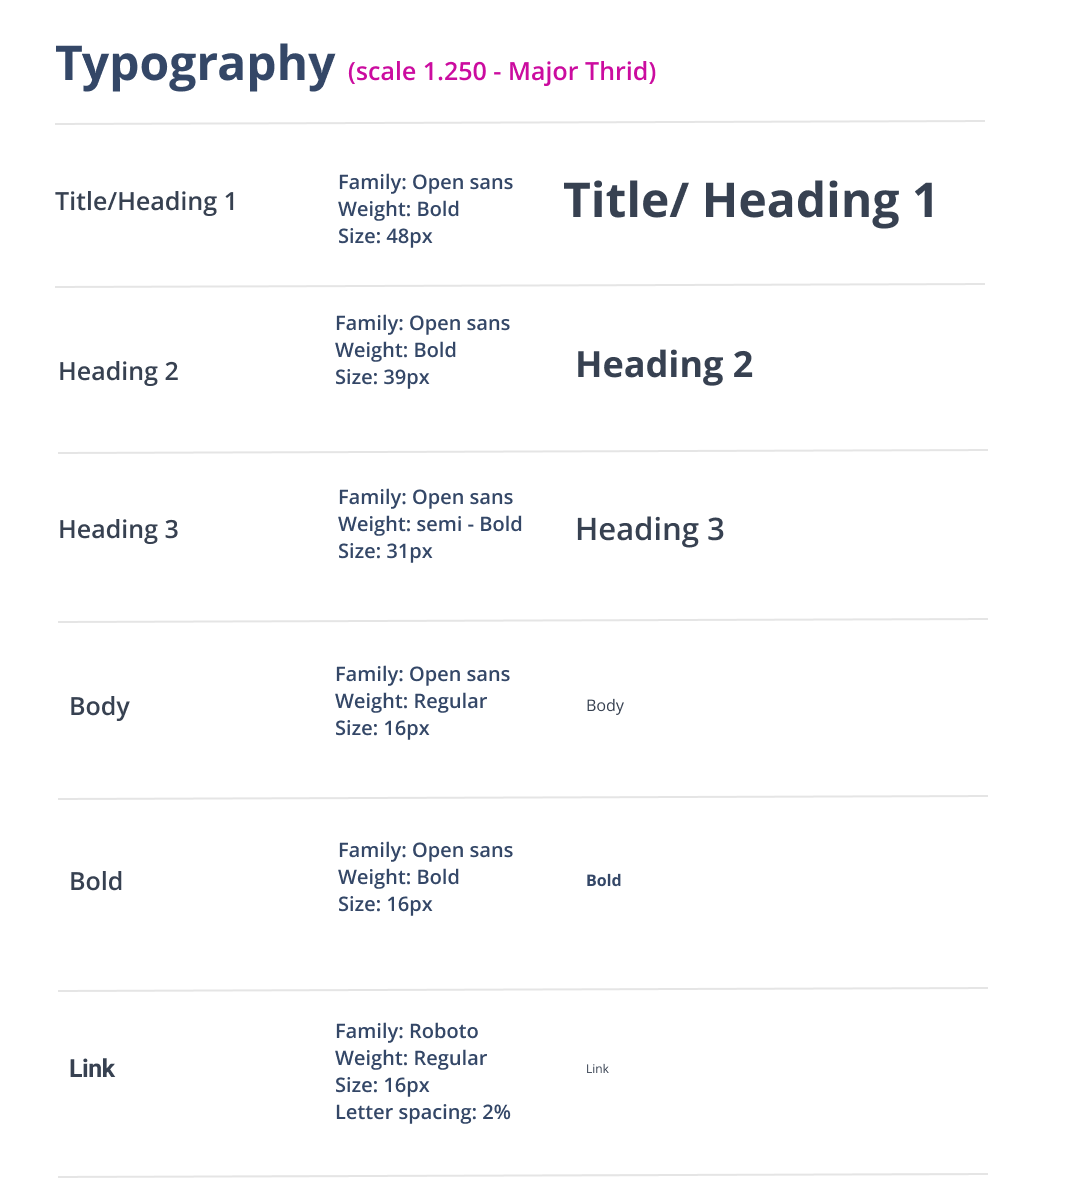 Typography (scale 1.250 - Major Thrid)
Title/Heading 1
Family: Open sans
Weight: Bold
Size: 48px
Title/ Heading 1
Heading 2
Family: Open sans
Weight: Bold
Size: 39px
Heading 2
Heading 3
Family: Open sans
Weight: semi - Bold
Size: 31px
Heading 3
Body
Family: Open sans
Weight: Regular
Size: 16px
Body
Bold
Family: Open sans
Weight: Bold
Size: 16px
Bold
Link
Family: Roboto
Weight: Regular
Size: 16px
Letter spacing: 2%
Link